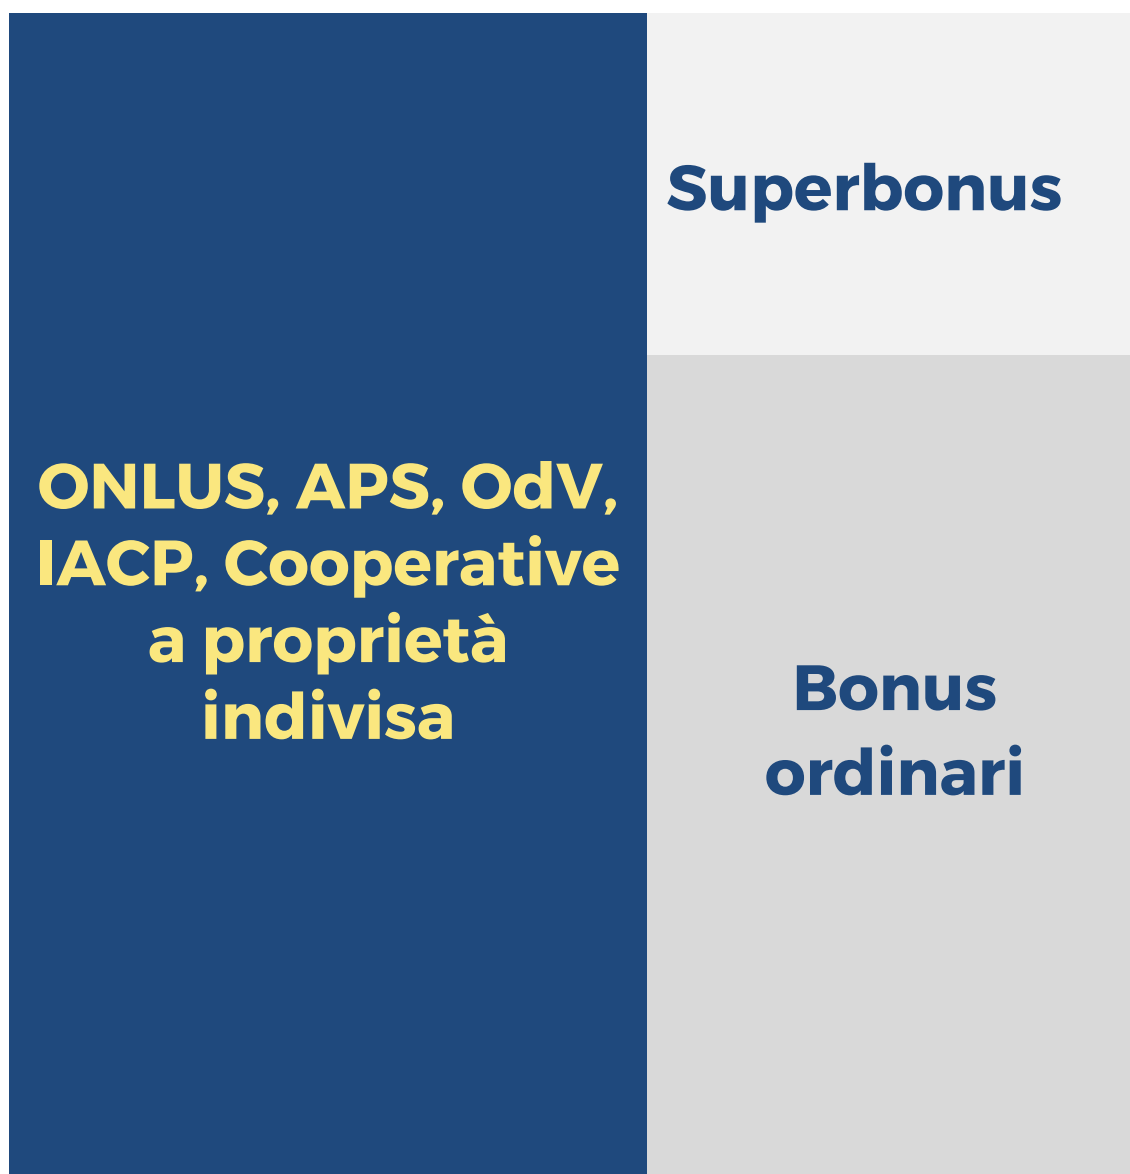 ONLUS, APS, OdV,
IACP, Cooperative
a proprietà
indivisa
Superbonus
Bonus
ordinari